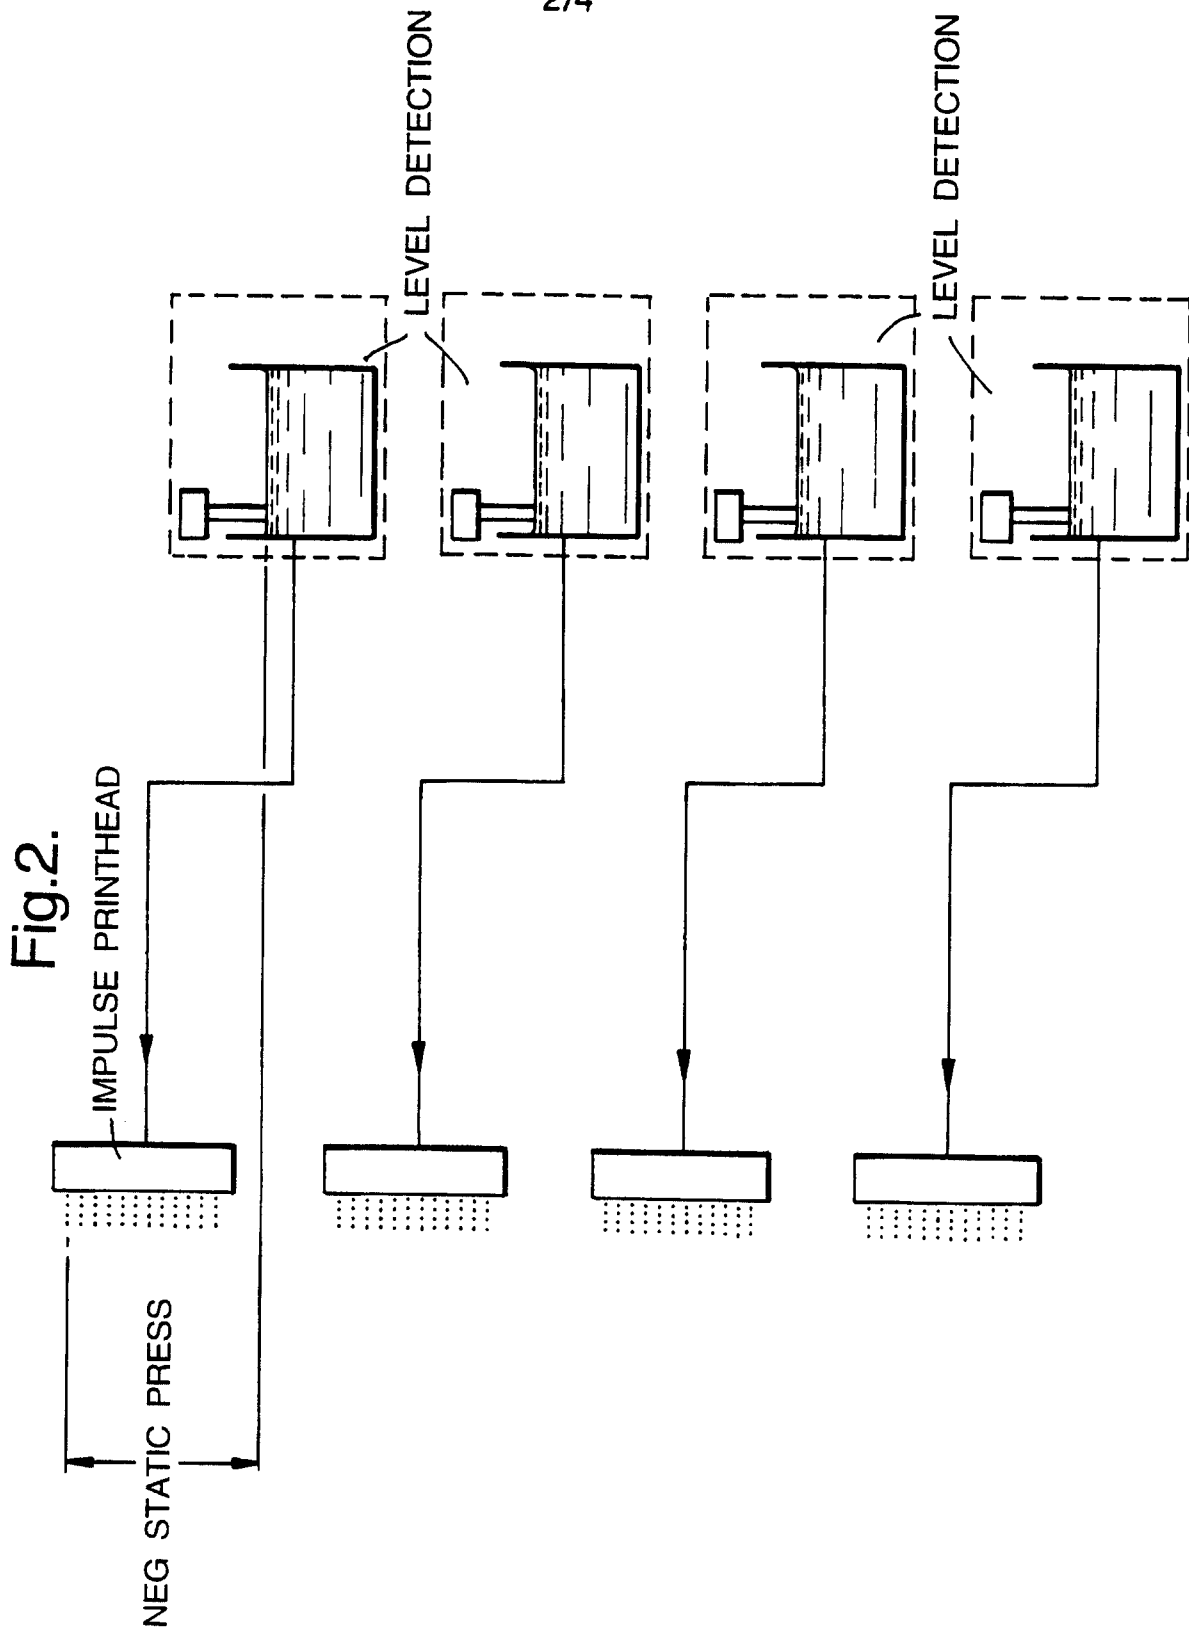 2/4
Fig.2.
IMPULSE PRINTHEAD
NEG STATIC PRESS
LEVEL DETECTION
LEVEL DETECTION